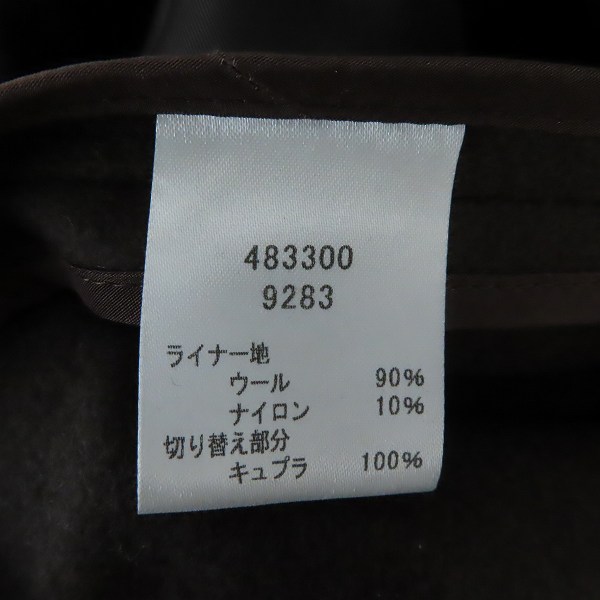 483300
9283
ライナー地
ウール 90%
ナイロン 10%
切り替え部分
キュプラ 100%